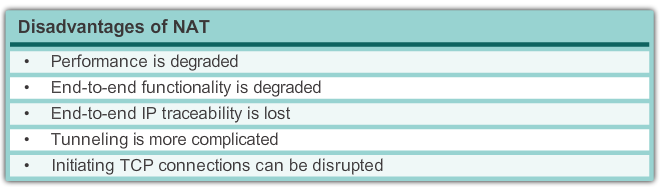 Disadvantages of NAT
• Performance is degraded
• End-to-end functionality is degraded
• End-to-end IP traceability is lost
• Tunneling is more complicated
• Initiating TCP connections can be disrupted